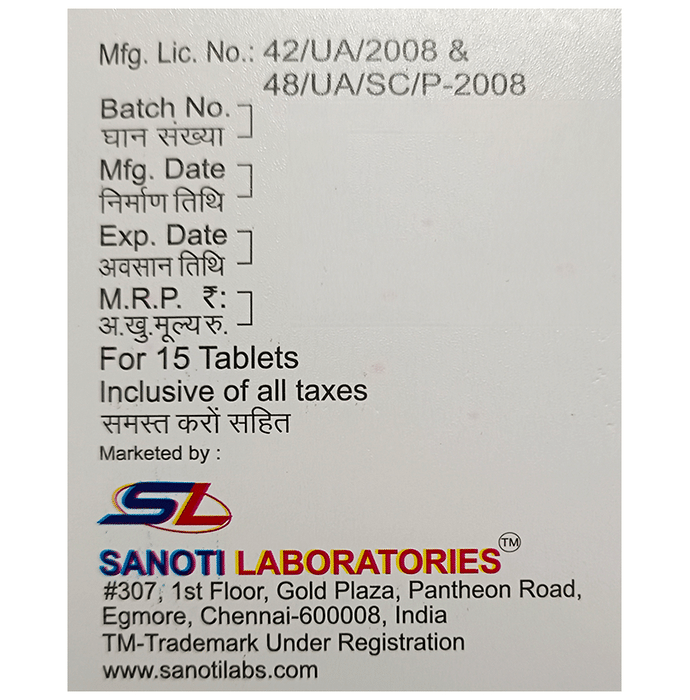 Mfg. Lic. No.: 42/UA/2008 &
48/UA/SC/P-2008
Batch No.
घान संख्या
Mfg. Date
निर्माण तिथि
Exp. Date
अवसान तिथि
M.R.P. ₹:
अ.खु.मूल्य रु.
For 15 Tablets
Inclusive of all taxes
समस्त करों सहित
Marketed by :
SL
SANOTI LABORATORIES TM
#307, 1st Floor, Gold Plaza, Pantheon Road,
Egmore, Chennai-600008, India
TM-Trademark Under Registration
www.sanotilabs.com